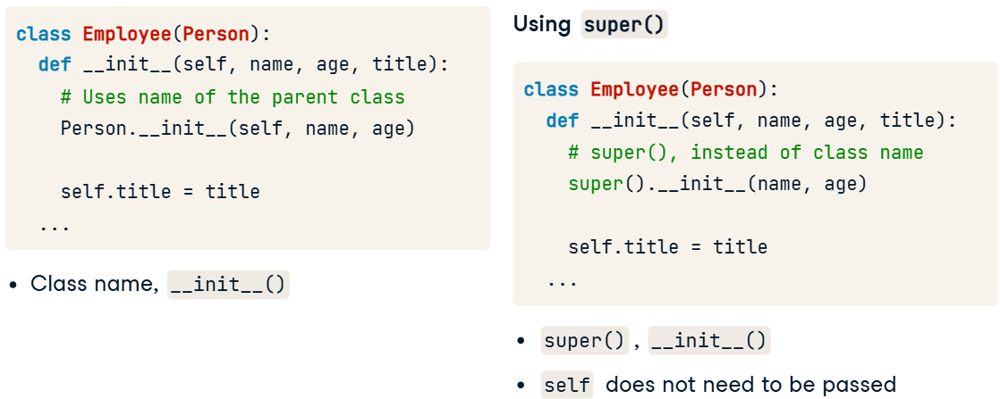 class Employee(Person):
  def __init__(self, name, age, title):
    # Uses name of the parent class
    Person.__init__(self, name, age)
    self.title = title
  ...
• Class name, __init__()
Using super()
class Employee(Person):
  def __init__(self, name, age, title):
    # super(), instead of class name
    super().__init__(name, age)
    self.title = title
  ...
• super() , __init__()
• self does not need to be passed